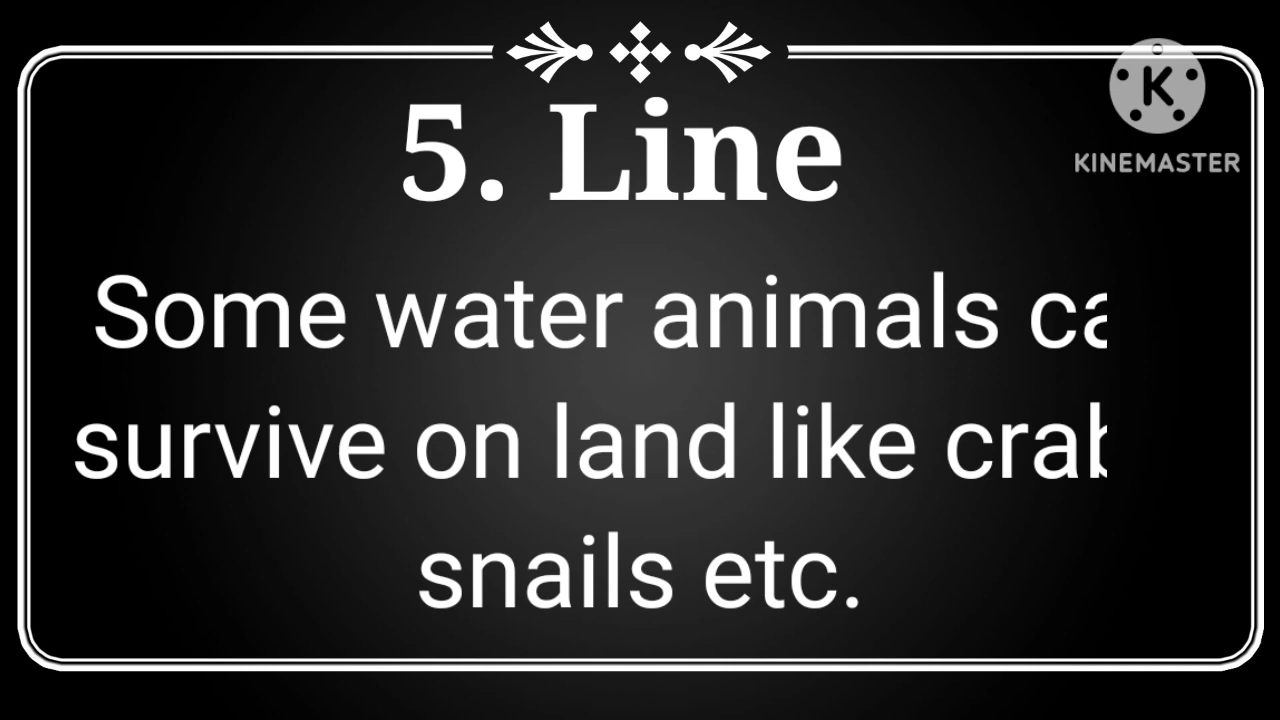 5. Line
K
KINEMASTER
Some water animals
survive on land like
snails etc.